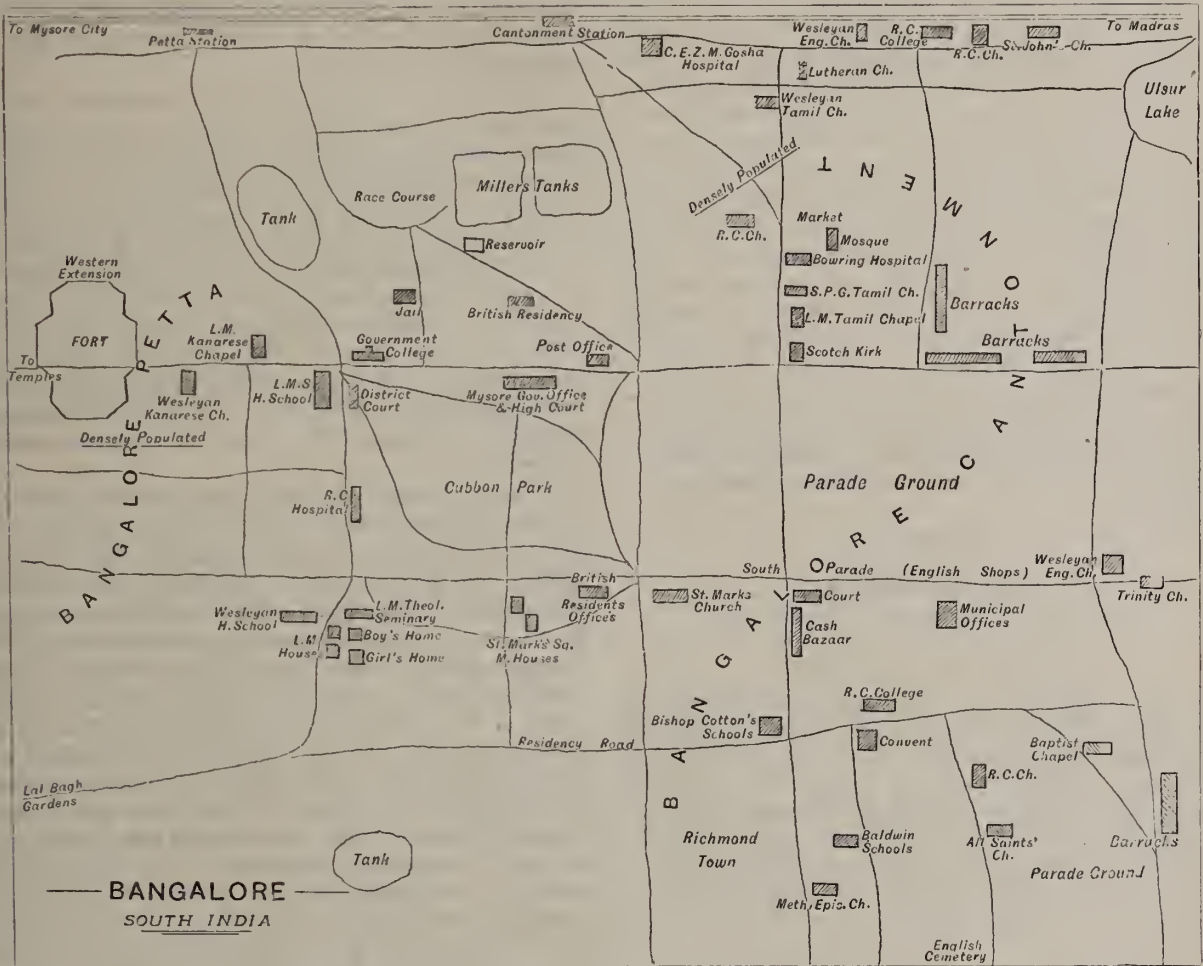 To Mysore City
Petta Station
Cantonment Station
C.E.Z.M. Gosha
Hospital
Wesleyan
Eng. Ch.
R.C.
College
R.C.Ch.
St. John's-Ch.
To Madras
Lutheran Ch.
Wesleyan
Tamil Ch.
Ulsur
Lake
Densely Populated
Race Course
Millers Tanks
Tank
Reservoir
R.C.Ch.
Market
Mosque
Bowring Hospital
S.P.G. Tamil Ch.
L.M. Tamil Chapel
Scotch Kirk
Barracks
Barracks
Western
Extension
FORT
To
Temples
L.M.
Kanarese
Chapel
Jail
British Residency
Government
College
Post Office
Wesleyan
Kanarese Ch.
Densely Populated
L.M.S
H. School
District
Court
Mysore Gov. Office
& High Court
BANGALORE PETTA
R.C
Hospital
Cubbon Park
Parade Ground
BANGALORE CANTONMENT
South Parade (English Shops)
Wesleyan
Eng. Ch.
Trinity Ch.
Wesleyan
H. School
L.M. Theol.
Seminary
L.M
House
Boy's Home
Girl's Home
British
Residents
Offices
St. Mark's Sq.
M. Houses
St. Marks
Church
Court
Cash
Bazaar
Municipal
Offices
R.C. College
Bishop Cotton's
Schools
Residency Road
Convent
Baptist
Chapel
R.C. Ch.
Lal Bagh
Gardens
Richmond
Town
Baldwin
Schools
All Saints'
Ch.
Barracks
Parade Ground
Tank
Meth. Epis. Ch.
English
Cemetery
BANGALORE
SOUTH INDIA